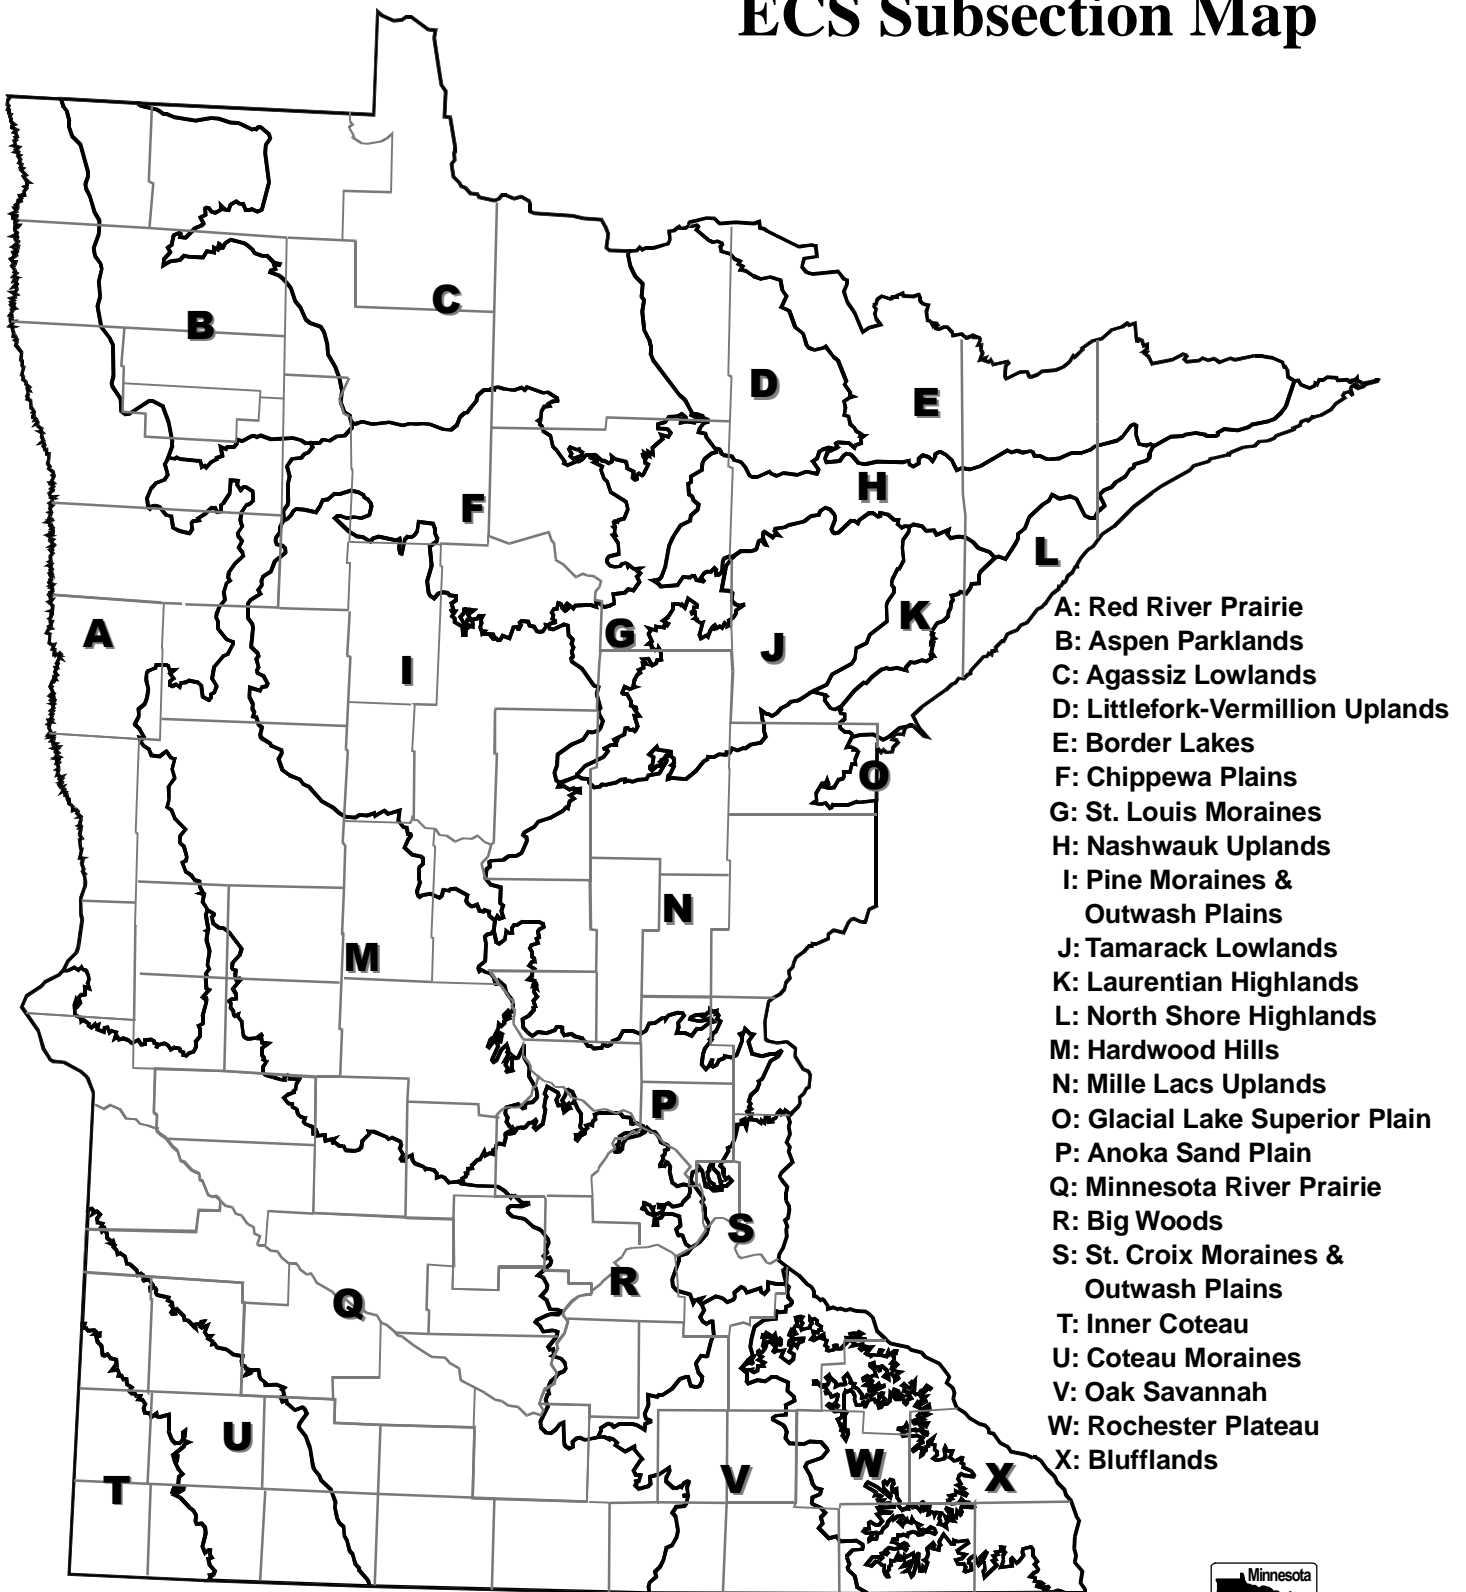 ECS Subsection Map
C
B
D
E
H
F
L
A
G
K
J
I
O
N
M
P
S
R
Q
U
W
X
V
T
A: Red River Prairie
B: Aspen Parklands
C: Agassiz Lowlands
D: Littlefork-Vermillion Uplands
E: Border Lakes
F: Chippewa Plains
G: St. Louis Moraines
H: Nashwauk Uplands
I: Pine Moraines &
Outwash Plains
J: Tamarack Lowlands
K: Laurentian Highlands
L: North Shore Highlands
M: Hardwood Hills
N: Mille Lacs Uplands
O: Glacial Lake Superior Plain
P: Anoka Sand Plain
Q: Minnesota River Prairie
R: Big Woods
S: St. Croix Moraines &
Outwash Plains
T: Inner Coteau
U: Coteau Moraines
V: Oak Savannah
W: Rochester Plateau
X: Blufflands
Minnesota